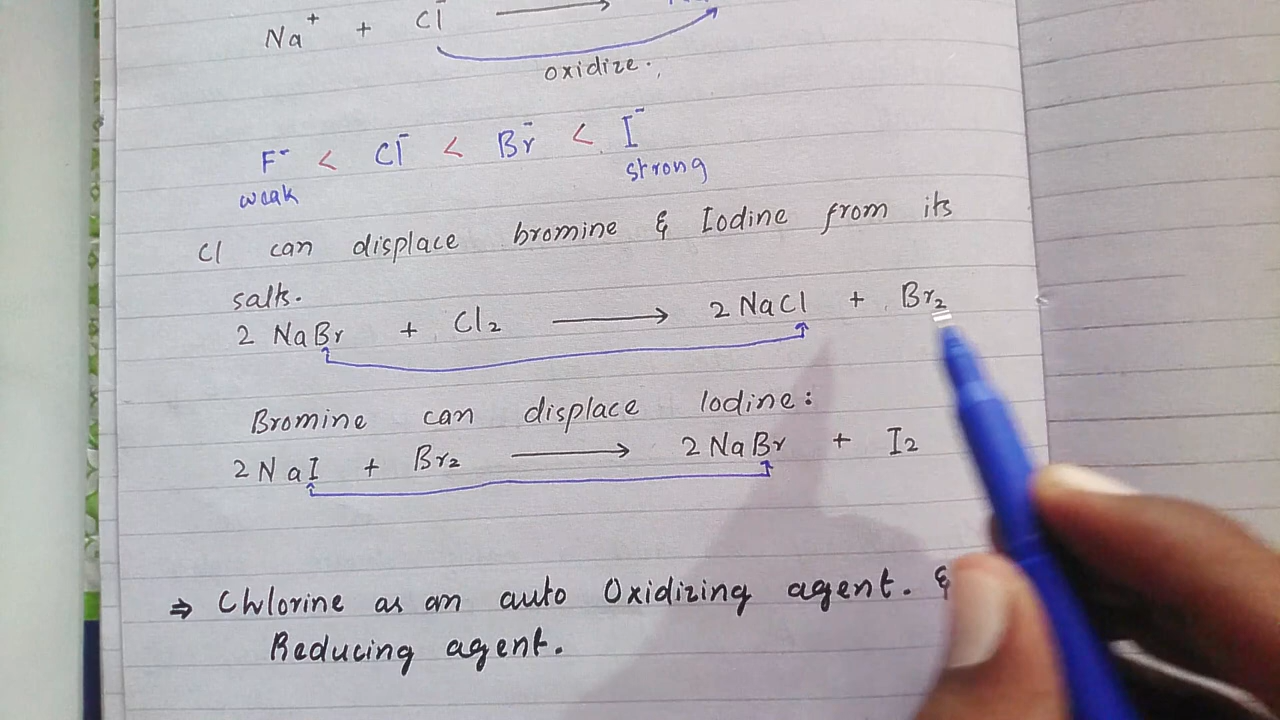 Na⁺ + Cl⁻ ⟶
oxidize.
F⁻ < Cl⁻ < Br⁻ < I⁻
weak strong
Cl can displace bromine & Iodine from its
salts.
2 NaBr + Cl₂ ⟶ 2 NaCl + Br₂
Bromine can displace Iodine:
2 NaI + Br₂ ⟶ 2 NaBr + I₂
⇒ Chlorine as an auto Oxidizing agent. &
Reducing agent.